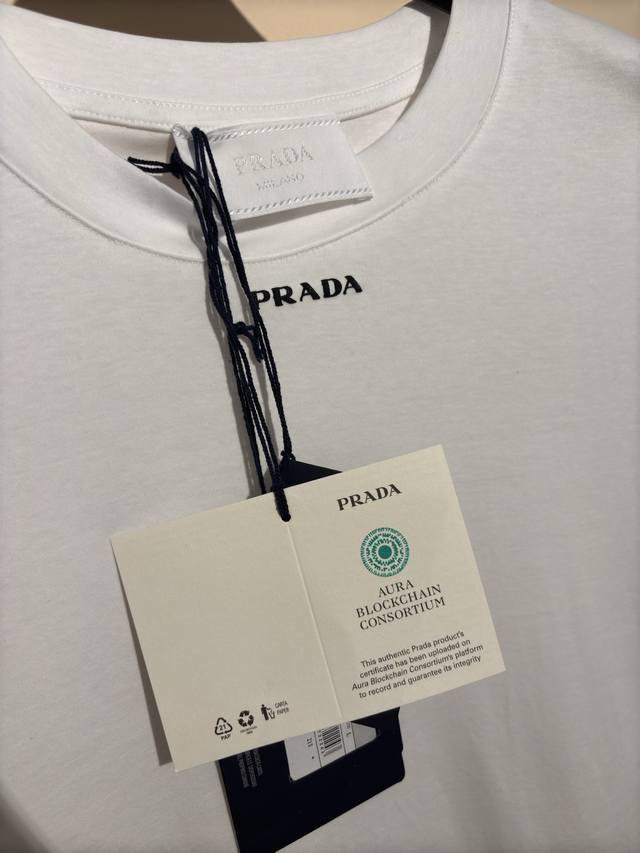 PRADA
MILANO
PRADA
PRADA
AURA
BLOCKCHAIN
CONSORTIUM
This authentic Prada product's
certificate has been uploaded on
Aura Blockchain Consortium's platform
to record and guarantee its integrity
21
PAP
CARTA
PAPER